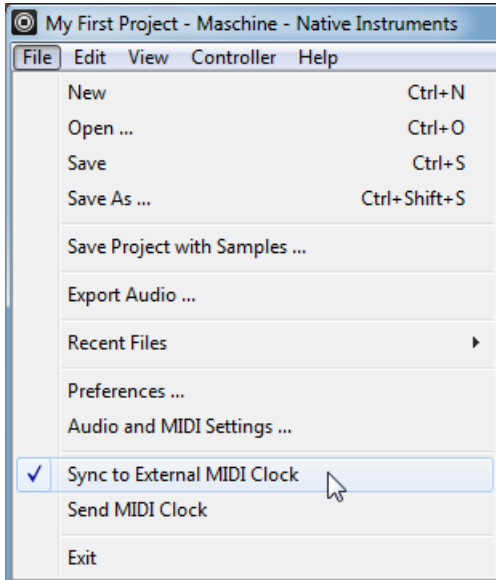 My First Project - Maschine - Native Instruments
File Edit View Controller Help
New Ctrl+N
Open ... Ctrl+O
Save Ctrl+S
Save As ... Ctrl+Shift+S
Save Project with Samples ...
Export Audio ...
Recent Files
Preferences ...
Audio and MIDI Settings ...
Sync to External MIDI Clock
Send MIDI Clock
Exit